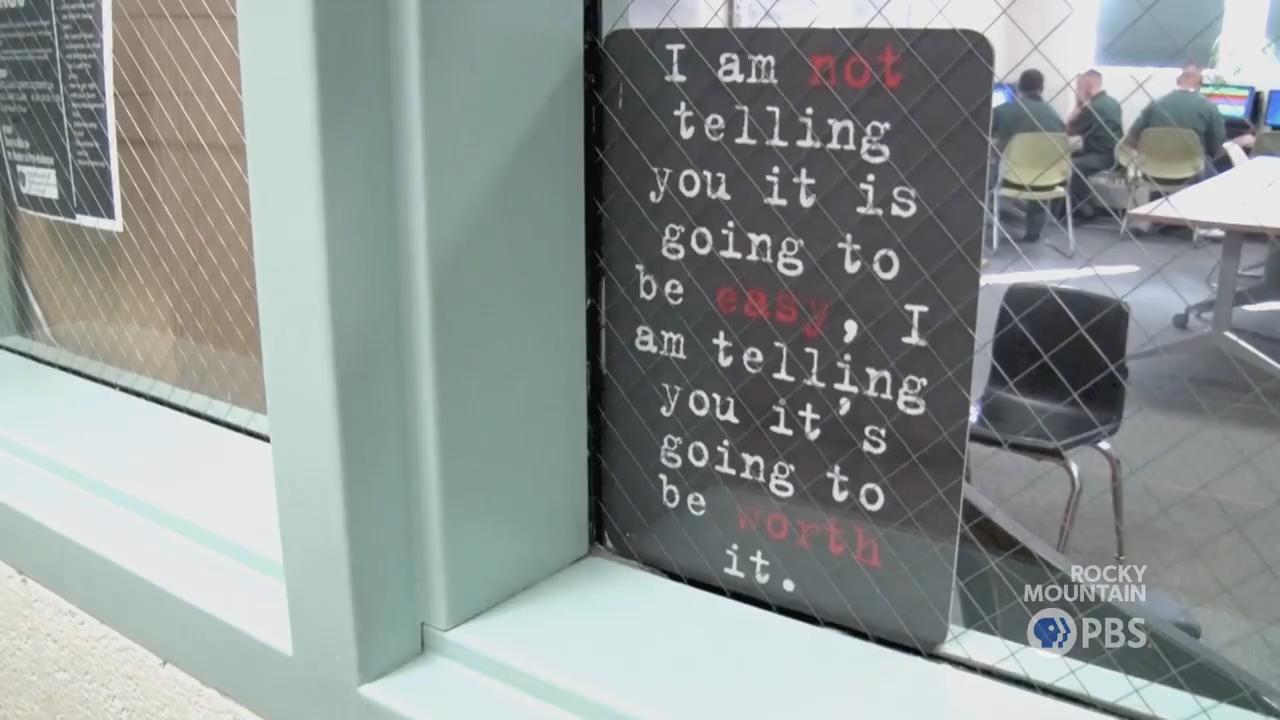 I am not
telling
you it is
going to
be easy, I
am telling
you it's
going to
be worth
it.
ROCKY
MOUNTAIN
PBS